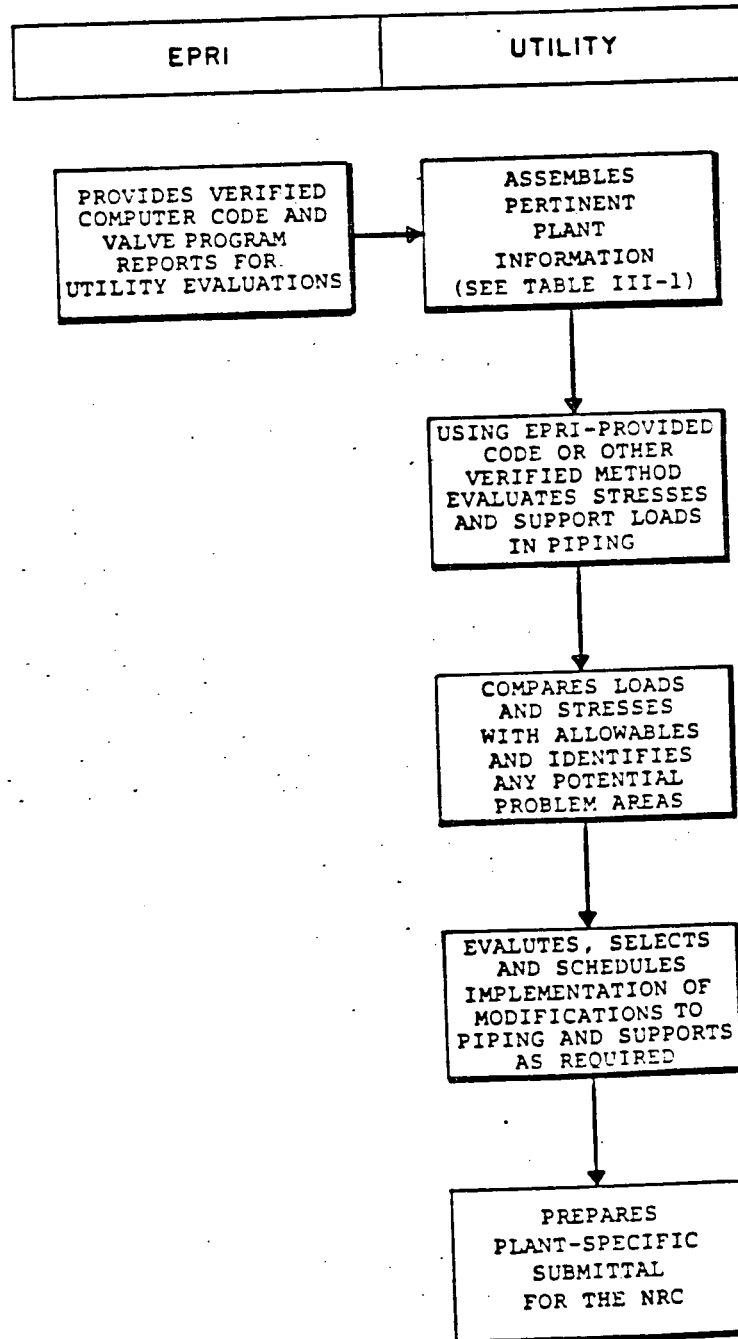 EPRI
UTILITY
PROVIDES VERIFIED
COMPUTER CODE AND
VALVE PROGRAM
REPORTS FOR.
UTILITY EVALUATIONS
ASSEMBLES
PERTINENT
PLANT
INFORMATION
(SEE TABLE III-1)
USING EPRI-PROVIDED
CODE OR OTHER
VERIFIED METHOD
EVALUATES STRESSES
AND SUPPORT LOADS
IN PIPING
COMPARES LOADS
AND STRESSES
WITH ALLOWABLES
AND IDENTIFIES
ANY POTENTIAL
PROBLEM AREAS
EVALUTES, SELECTS
AND SCHEDULES
IMPLEMENTATION OF
MODIFICATIONS TO
PIPING AND SUPPORTS
AS REQUIRED
PREPARES
PLANT-SPECIFIC
SUBMITTAL
FOR THE NRC